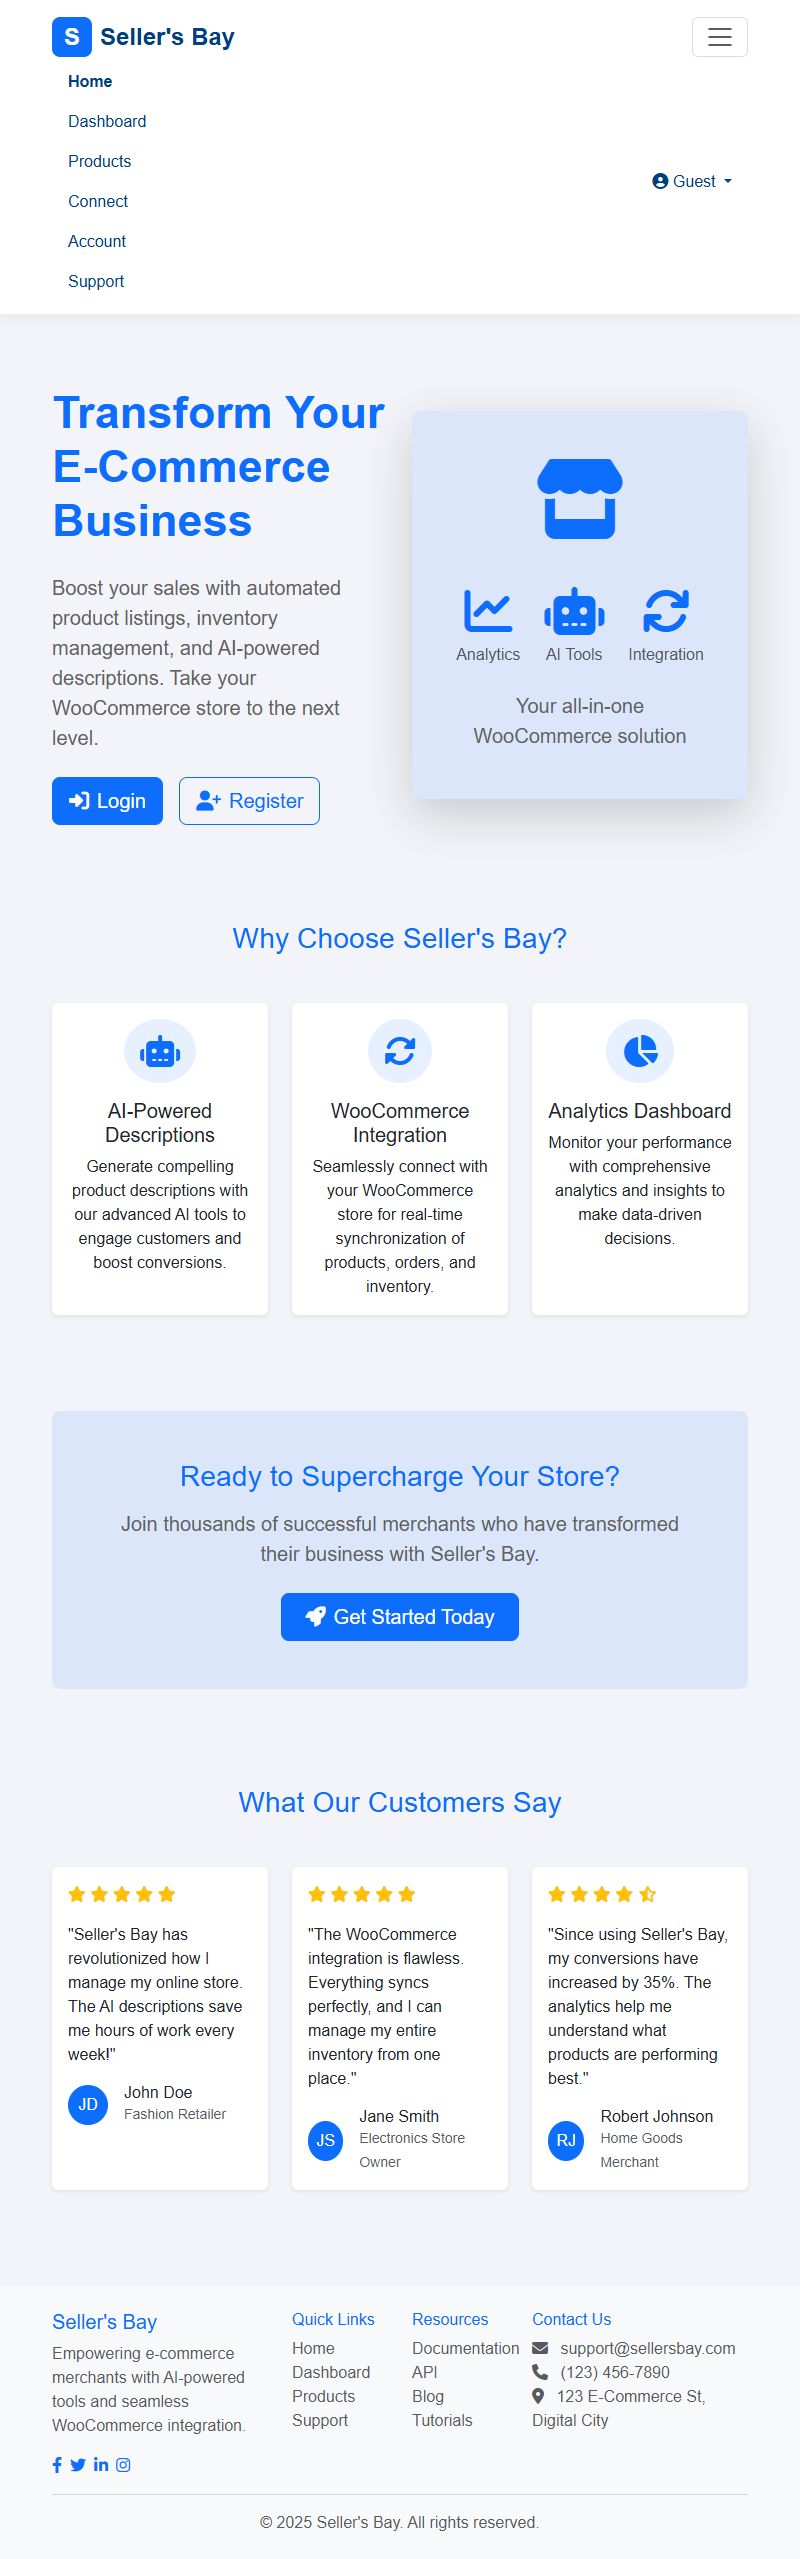 S Seller's Bay
Home
Dashboard
Products
Connect
Account
Support
Guest
Transform Your
E-Commerce
Business
Boost your sales with automated
product listings, inventory
management, and AI-powered
descriptions. Take your
WooCommerce store to the next
level.
Login
Register
Analytics
AI Tools
Integration
Your all-in-one
WooCommerce solution
Why Choose Seller's Bay?
AI-Powered
Descriptions
Generate compelling
product descriptions with
our advanced AI tools to
engage customers and
boost conversions.
WooCommerce
Integration
Seamlessly connect with
your WooCommerce
store for real-time
synchronization of
products, orders, and
inventory.
Analytics Dashboard
Monitor your performance
with comprehensive
analytics and insights to
make data-driven
decisions.
Ready to Supercharge Your Store?
Join thousands of successful merchants who have transformed
their business with Seller's Bay.
Get Started Today
What Our Customers Say
"Seller's Bay has
revolutionized how I
manage my online store.
The AI descriptions save
me hours of work every
week!"
JD
John Doe
Fashion Retailer
"The WooCommerce
integration is flawless.
Everything syncs
perfectly, and I can
manage my entire
inventory from one
place."
JS
Jane Smith
Electronics Store
Owner
"Since using Seller's Bay,
my conversions have
increased by 35%. The
analytics help me
understand what
products are performing
best."
RJ
Robert Johnson
Home Goods
Merchant
Seller's Bay
Empowering e-commerce
merchants with AI-powered
tools and seamless
WooCommerce integration.
Quick Links
Home
Dashboard
Products
Support
Resources
Documentation
API
Blog
Tutorials
Contact Us
support@sellersbay.com
(123) 456-7890
123 E-Commerce St,
Digital City
© 2025 Seller's Bay. All rights reserved.